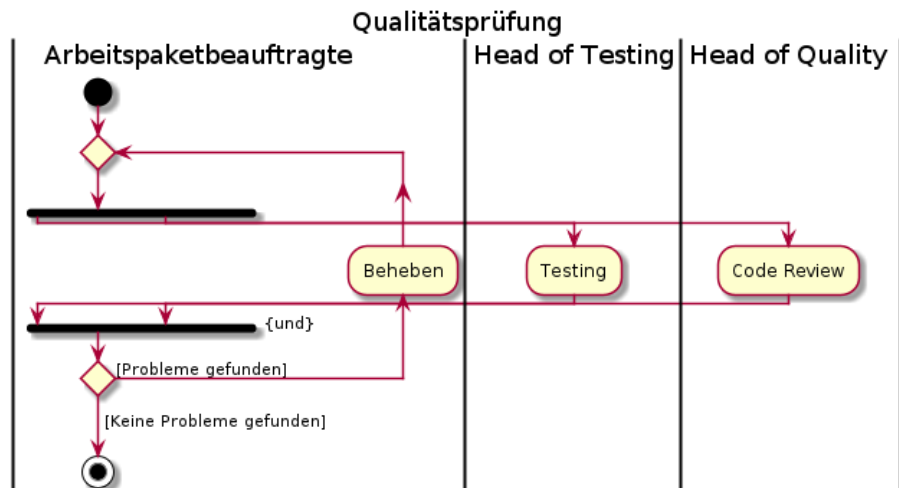 Qualitätsprüfung
Arbeitspaketbeauftragte
Head of Testing
Head of Quality
Beheben
Testing
Code Review
{und}
[Probleme gefunden]
[Keine Probleme gefunden]